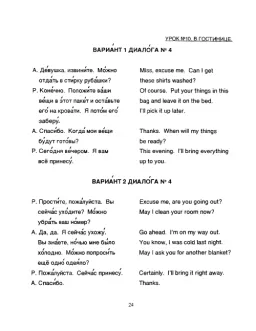 УРОК №10, В ГОСТИНИЦЕ.
ВАРИА́НТ 1 ДИАЛО́ГА № 4
А. Де́вушка, извини́те. Мо́жно Miss, excuse me. Can I get
отда́ть в сти́рку руба́шки? these shirts washed?
Р. Коне́чно. Положи́те ва́ши Of course. Put your things in this
ве́щи в э́тот паке́т и оста́вьте bag and leave it on the bed.
его́ на крова́ти. Я пото́м его́ I'll pick it up later.
заберу́.
А. Спаси́бо. Когда́ мои ве́щи Thanks. When will my things
бу́дут гото́вы? be ready?
Р. Сего́дня ве́чером. Я вам This evening. I'll bring everything
всё принесу́. up to you.
ВАРИА́НТ 2 ДИАЛО́ГА № 4
Р. Прости́те, пожа́луйста. Вы Excuse me, are you going out?
сейча́с ухо́дите? Мо́жно May I clean your room now?
убра́ть ваш но́мер?
А. Да, да. Я сейча́с ухожу́. Go ahead. I'm on my way out.
Вы зна́ете, но́чью мне бы́ло You know, I was cold last night.
хо́лодно. Мо́жно попроси́ть May I ask you for another blanket?
ещё одно́ одея́ло?
Р. Пожа́луйста. Сейча́с принесу́. Certainly. I'll bring it right away.
А. Спаси́бо. Thanks.
24